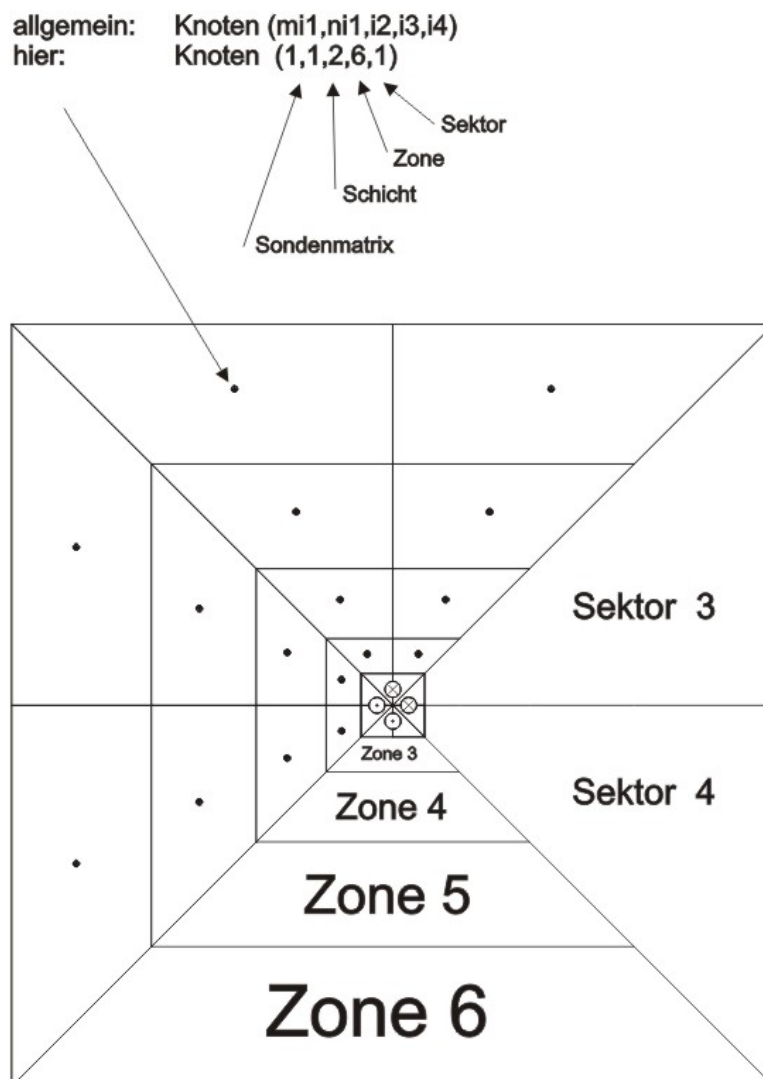 allgemein: Knoten (mi1,ni1,i2,i3,i4)
hier: Knoten (1,1,2,6,1)
Sektor
Zone
Schicht
Sondenmatrix
Sektor 3
Zone 3
Sektor 4
Zone 4
Zone 5
Zone 6